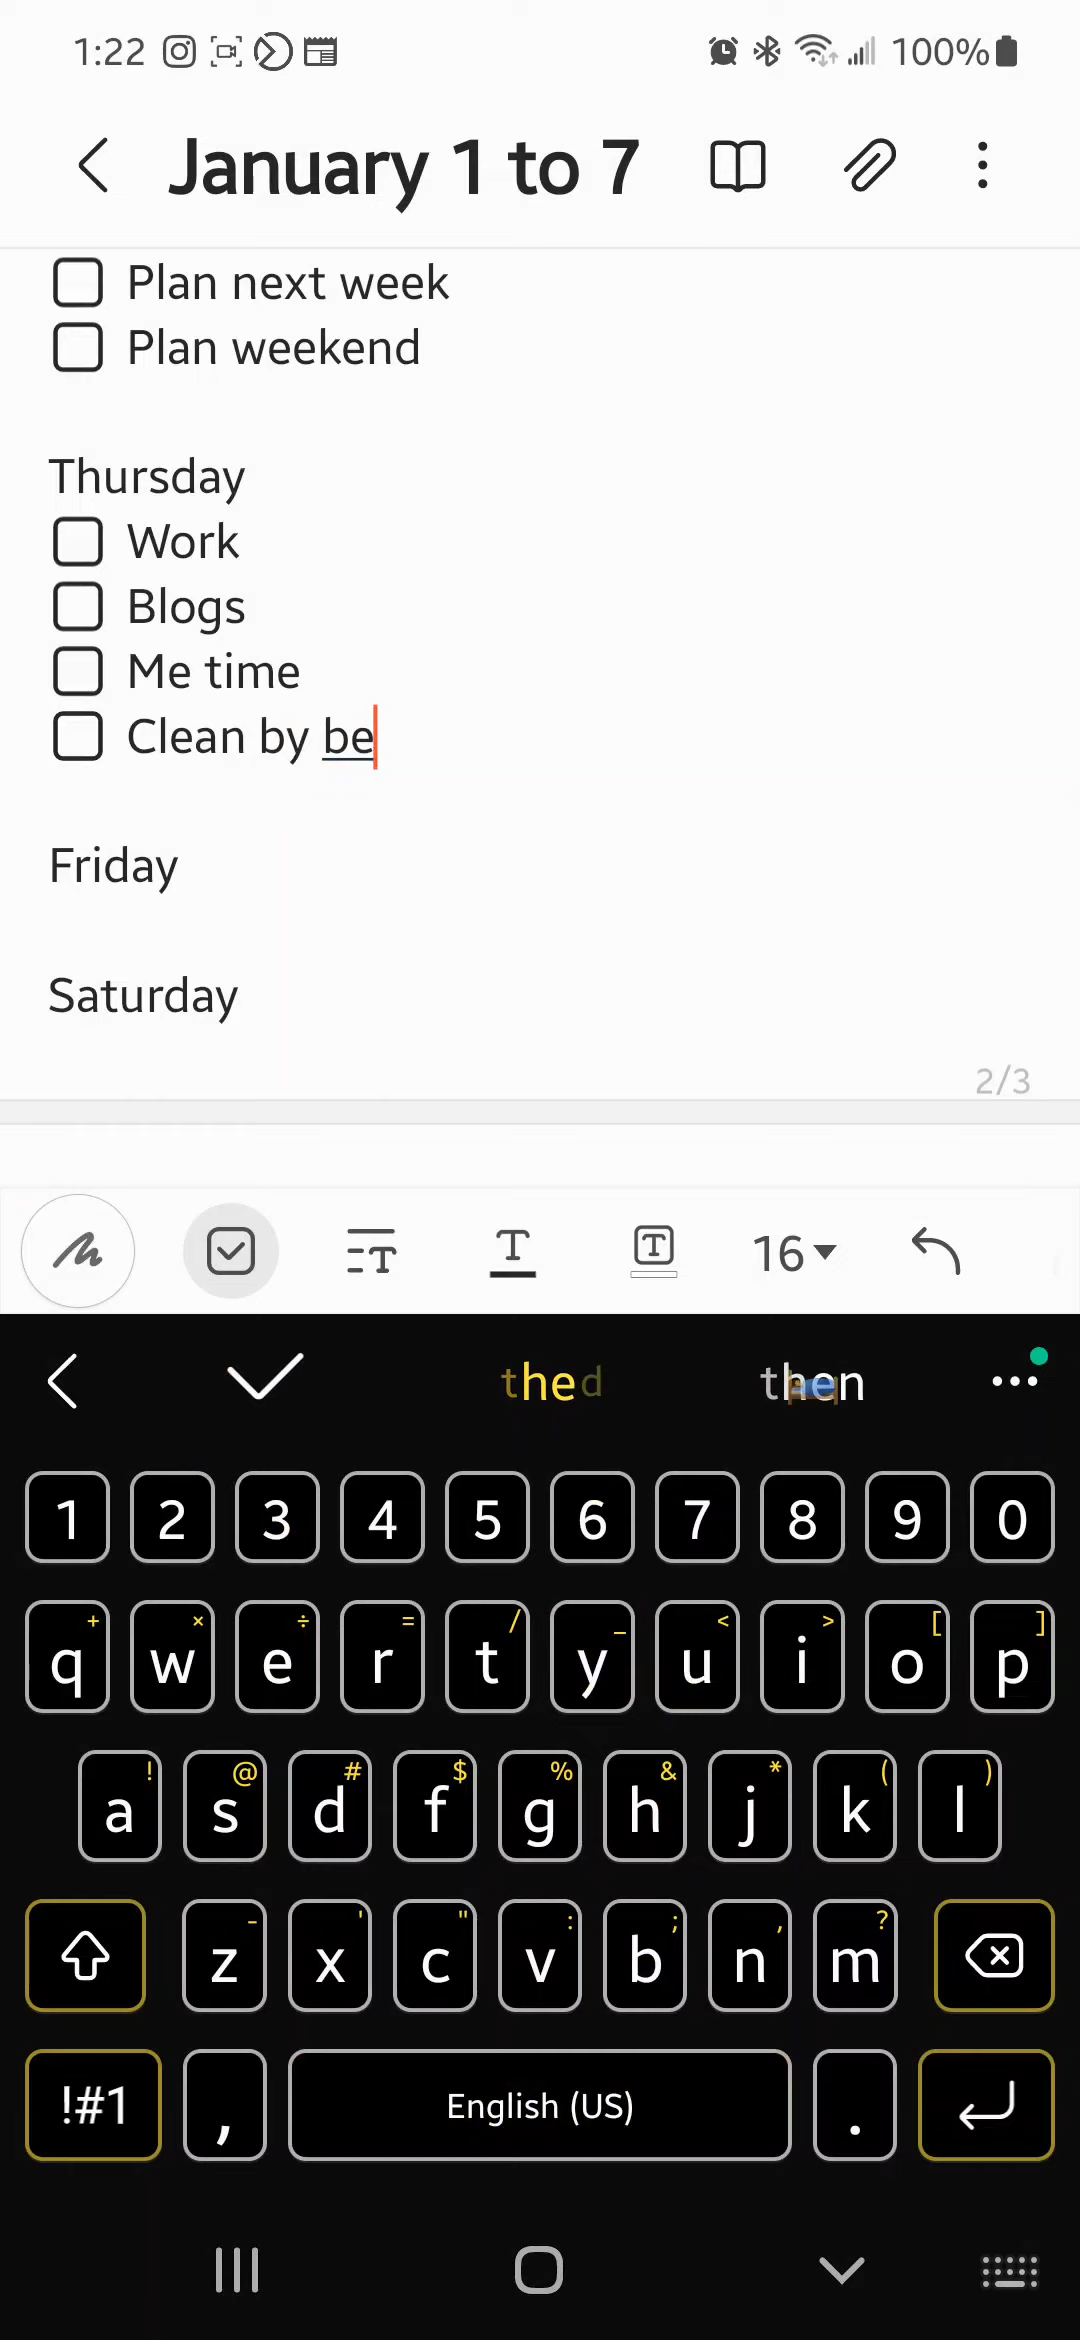 1:22 100%
January 1 to 7
Plan next week
Plan weekend
Thursday
Work
Blogs
Me time
Clean by be
Friday
Saturday
2/3
16
1 2 3 4 5 6 7 8 9 0
+ × ÷ = / _ < > [ ]
q w e r t y u i o p
! @ # $ % & * ( )
a s d f g h j k l
- ' " : ; , ?
z x c v b n m
!#1 , English (US) .